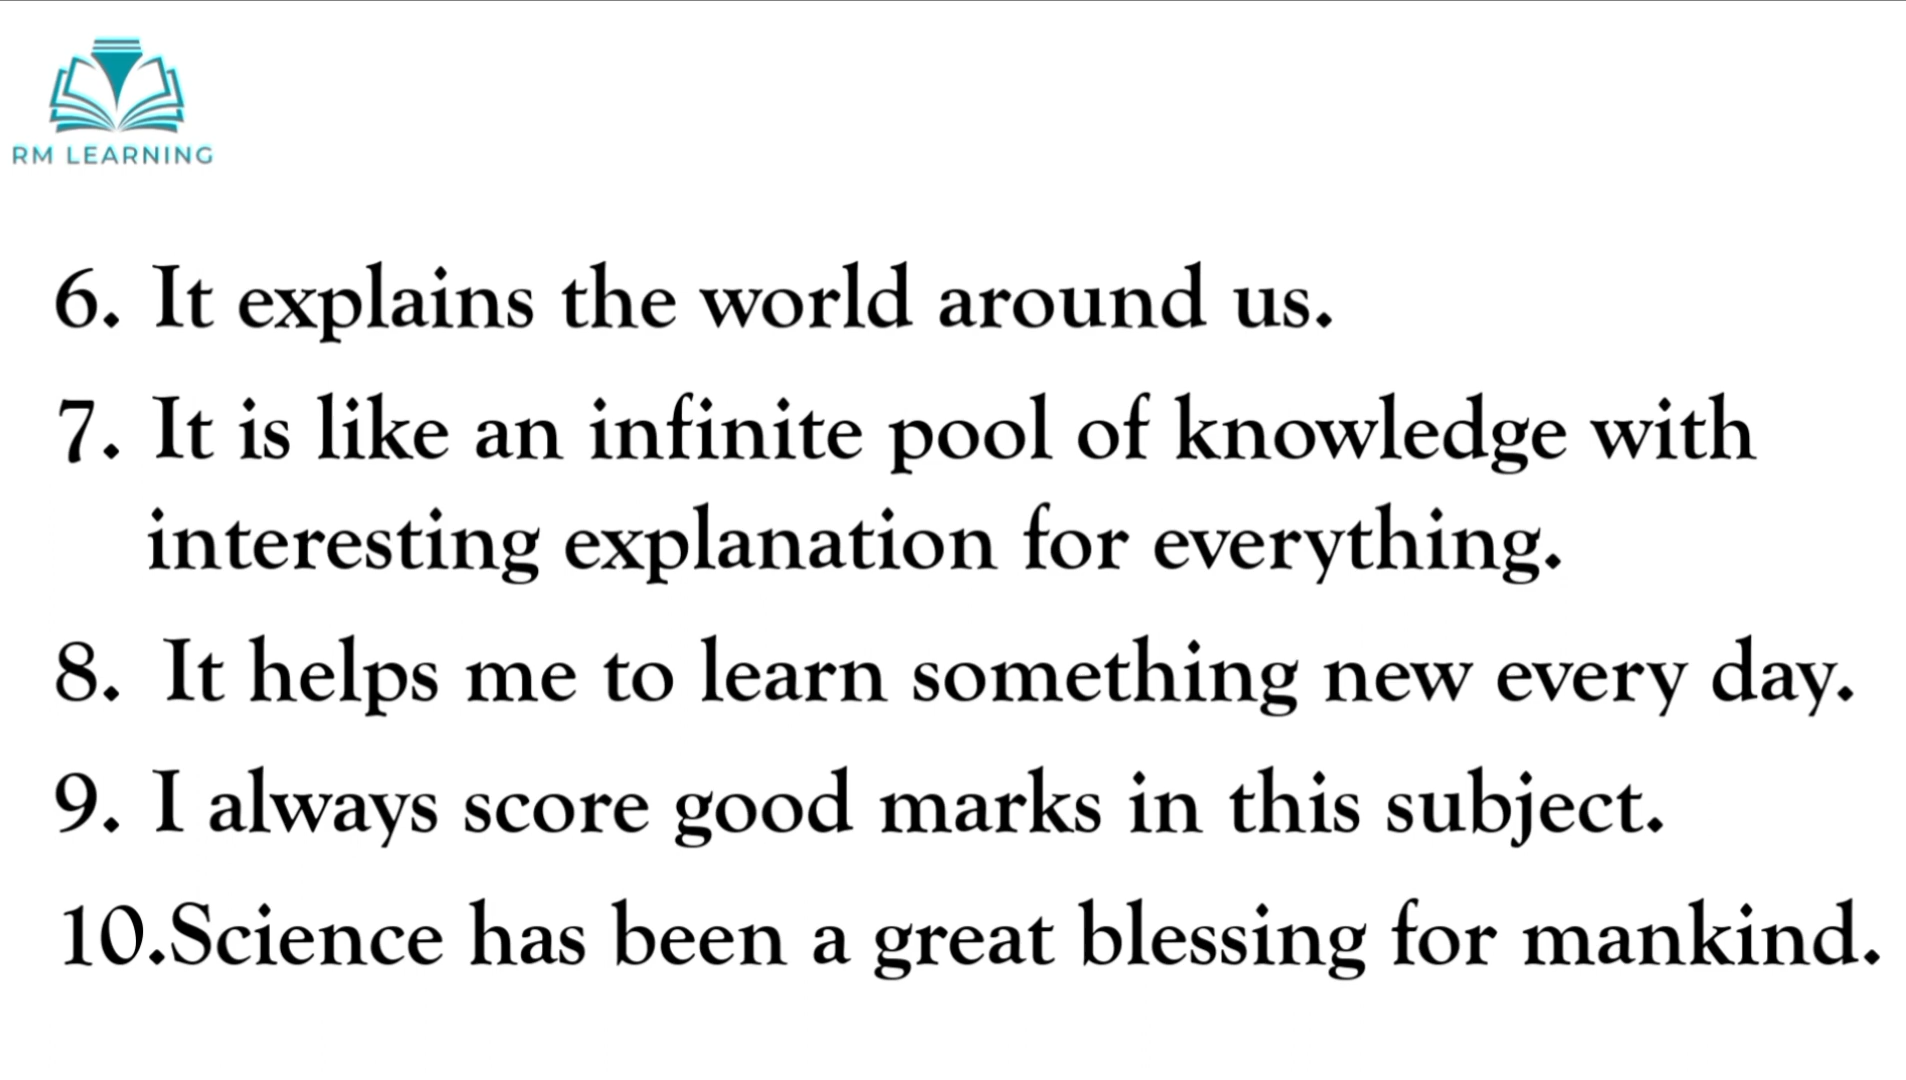 RM LEARNING
6. It explains the world around us.
7. It is like an infinite pool of knowledge with
interesting explanation for everything.
8. It helps me to learn something new every day.
9. I always score good marks in this subject.
10.Science has been a great blessing for mankind.